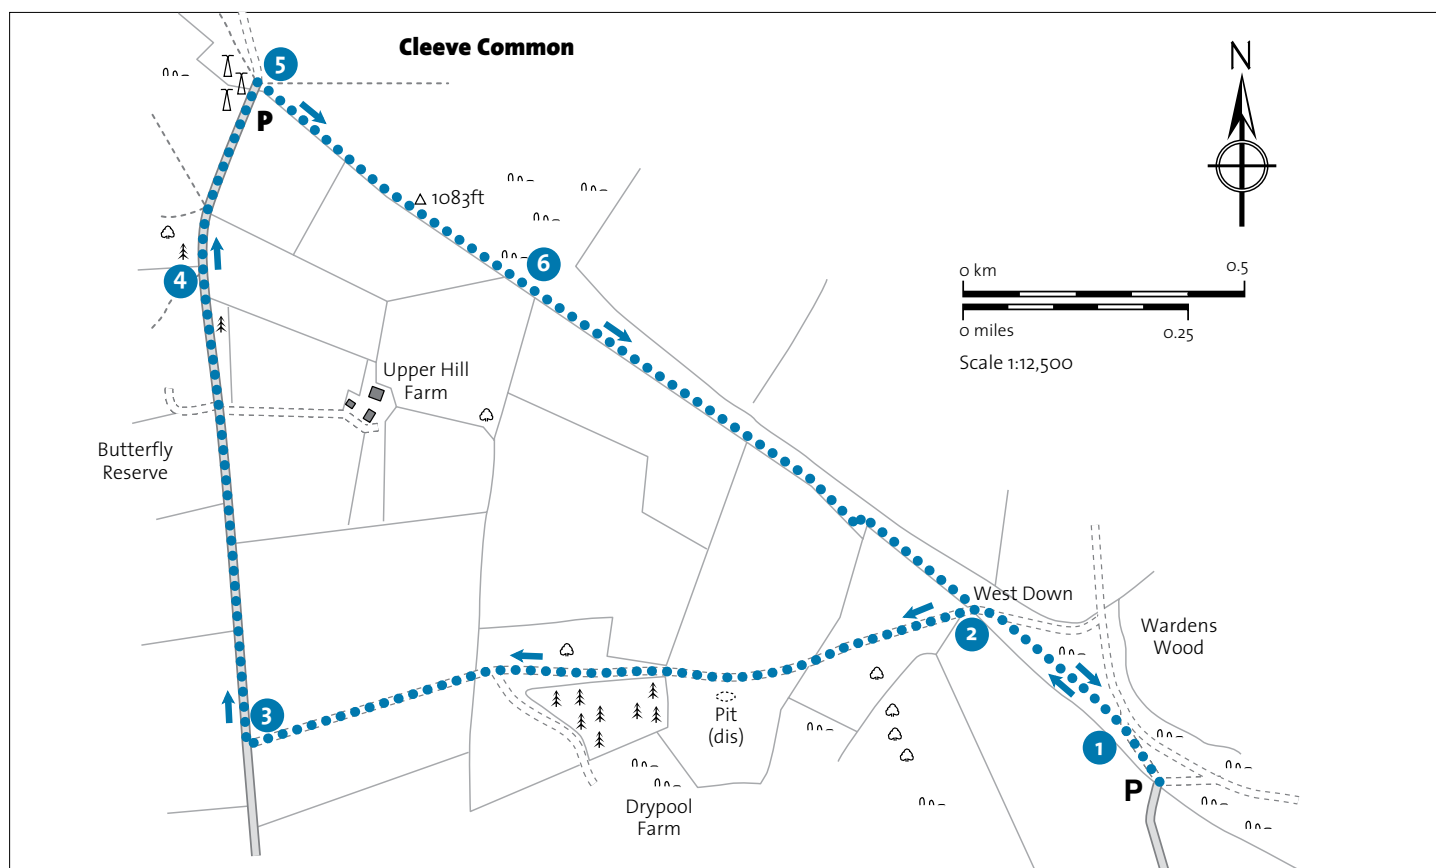 Cleeve Common
N
5
P
1083ft
6
0 km
0.5
0 miles
0.25
Scale 1:12,500
4
Upper Hill
Farm
Butterfly
Reserve
West Down
2
Wardens
Wood
3
Pit
(dis)
1
P
Drypool
Farm